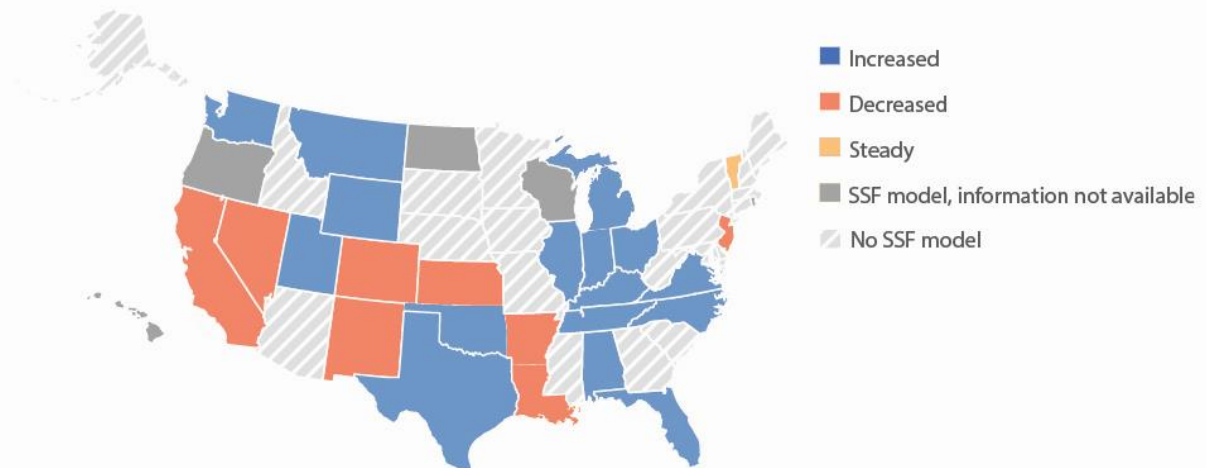 Increased
Decreased
Steady
SSF model, information not available
No SSF model